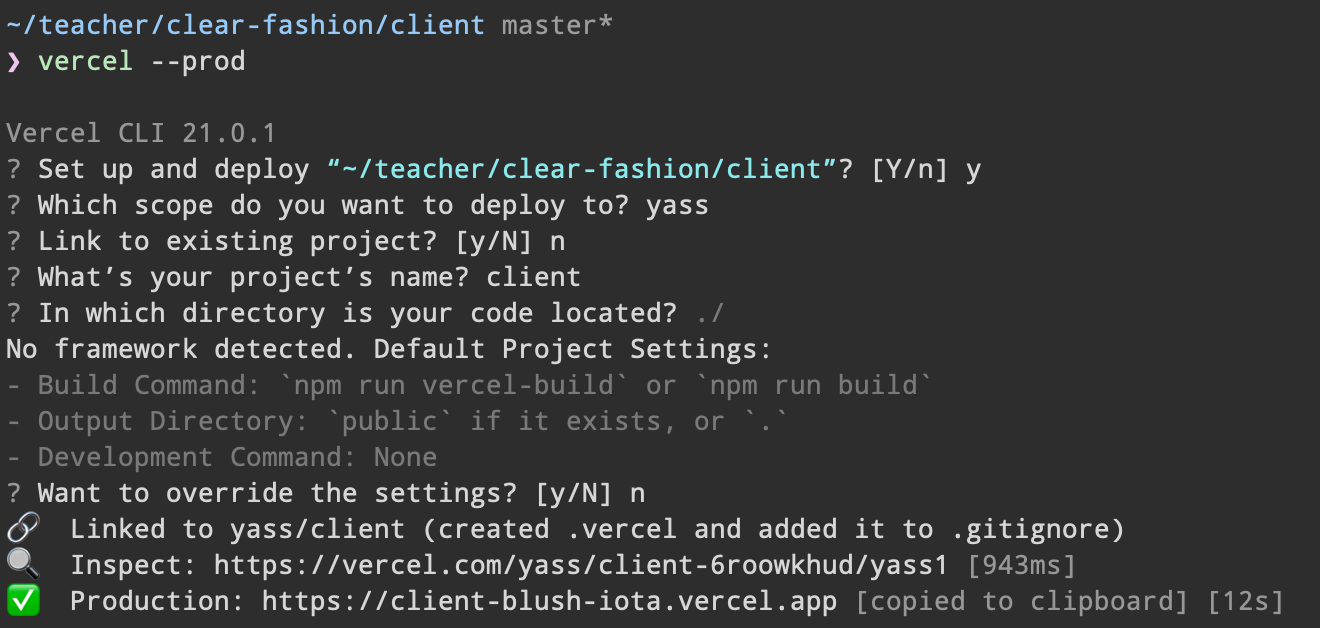 ~/teacher/clear-fashion/client master*
❯ vercel --prod
Vercel CLI 21.0.1
? Set up and deploy “~/teacher/clear-fashion/client”? [Y/n] y
? Which scope do you want to deploy to? yass
? Link to existing project? [y/N] n
? What’s your project’s name? client
? In which directory is your code located? ./
No framework detected. Default Project Settings:
- Build Command: `npm run vercel-build` or `npm run build`
- Output Directory: `public` if it exists, or `.`
- Development Command: None
? Want to override the settings? [y/N] n
🔗 Linked to yass/client (created .vercel and added it to .gitignore)
🔍 Inspect: https://vercel.com/yass/client-6roowkhud/yass1 [943ms]
✅ Production: https://client-blush-iota.vercel.app [copied to clipboard] [12s]